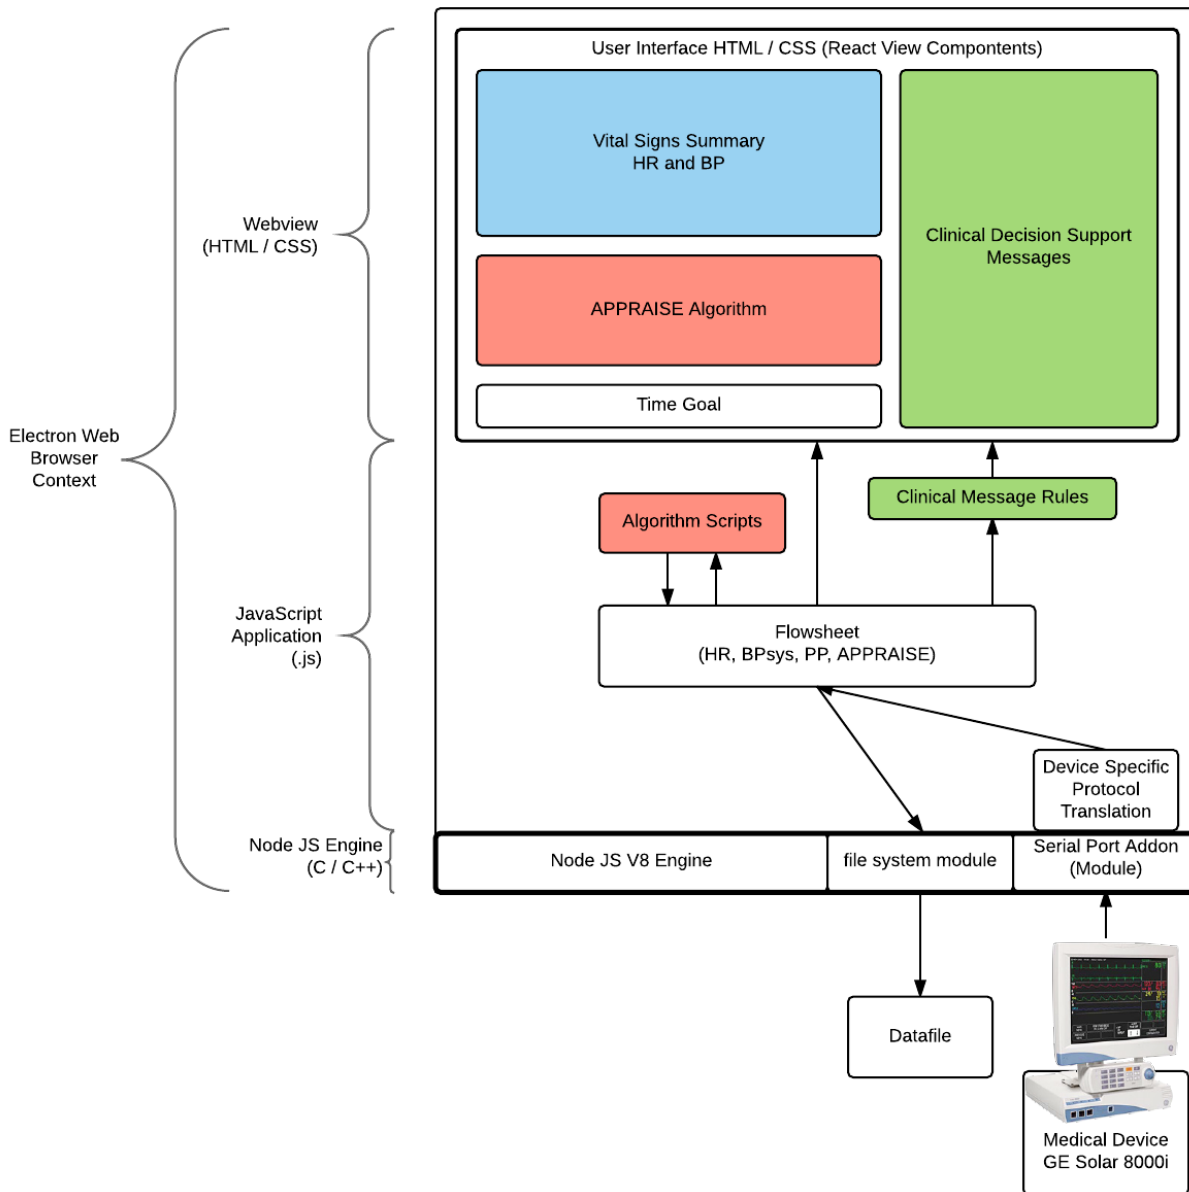 User Interface HTML / CSS (React View Compontents)
Vital Signs Summary
HR and BP
Clinical Decision Support
Messages
APPRAISE Algorithm
Time Goal
Webview
(HTML / CSS)
Electron Web
Browser
Context
Algorithm Scripts
Clinical Message Rules
JavaScript
Application
(.js)
Flowsheet
(HR, BPsys, PP, APPRAISE)
Device Specific
Protocol
Translation
Node JS Engine
(C / C++)
Node JS V8 Engine
file system module
Serial Port Addon
(Module)
Datafile
Medical Device
GE Solar 8000i